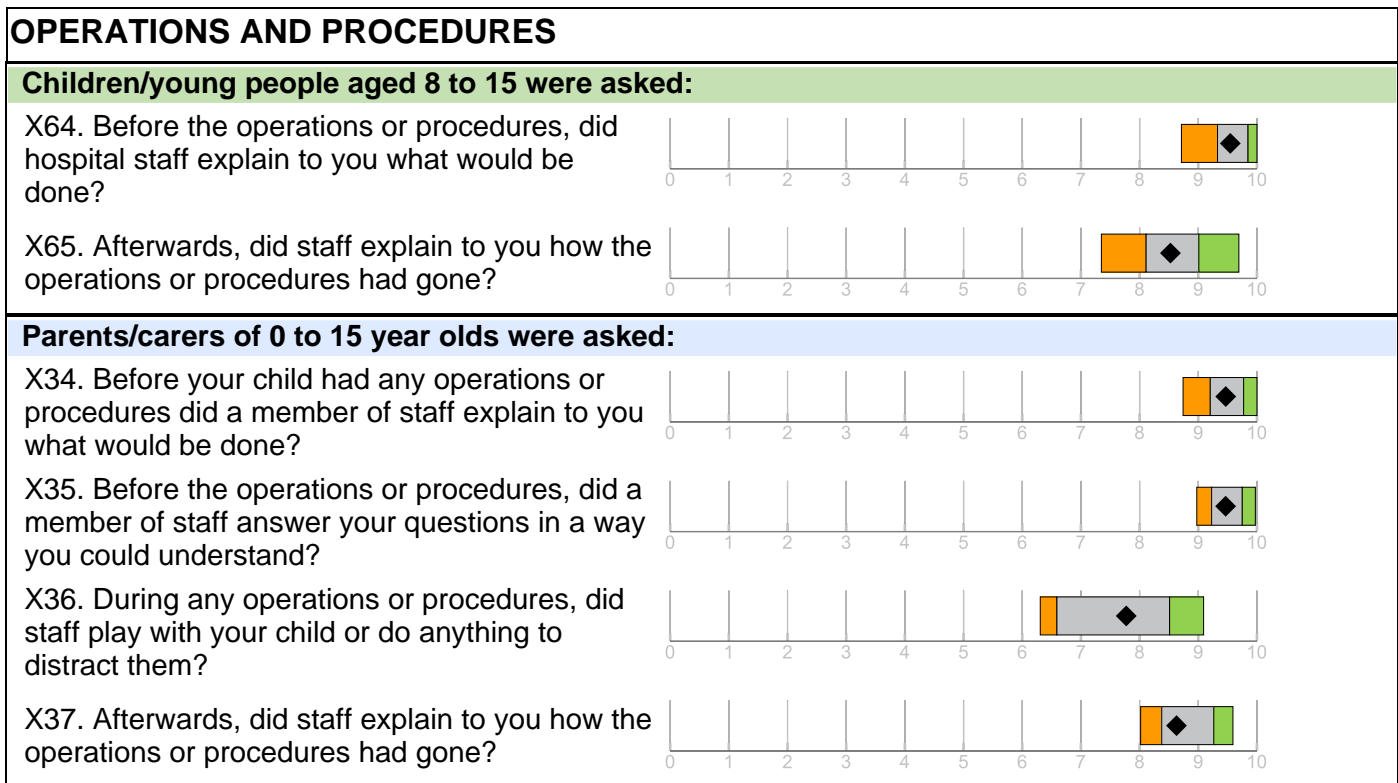 OPERATIONS AND PROCEDURES
Children/young people aged 8 to 15 were asked:
X64. Before the operations or procedures, did
hospital staff explain to you what would be
done?
0 1 2 3 4 5 6 7 8 9 10
X65. Afterwards, did staff explain to you how the
operations or procedures had gone?
0 1 2 3 4 5 6 7 8 9 10
Parents/carers of 0 to 15 year olds were asked:
X34. Before your child had any operations or
procedures did a member of staff explain to you
what would be done?
0 1 2 3 4 5 6 7 8 9 10
X35. Before the operations or procedures, did a
member of staff answer your questions in a way
you could understand?
0 1 2 3 4 5 6 7 8 9 10
X36. During any operations or procedures, did
staff play with your child or do anything to
distract them?
0 1 2 3 4 5 6 7 8 9 10
X37. Afterwards, did staff explain to you how the
operations or procedures had gone?
0 1 2 3 4 5 6 7 8 9 10